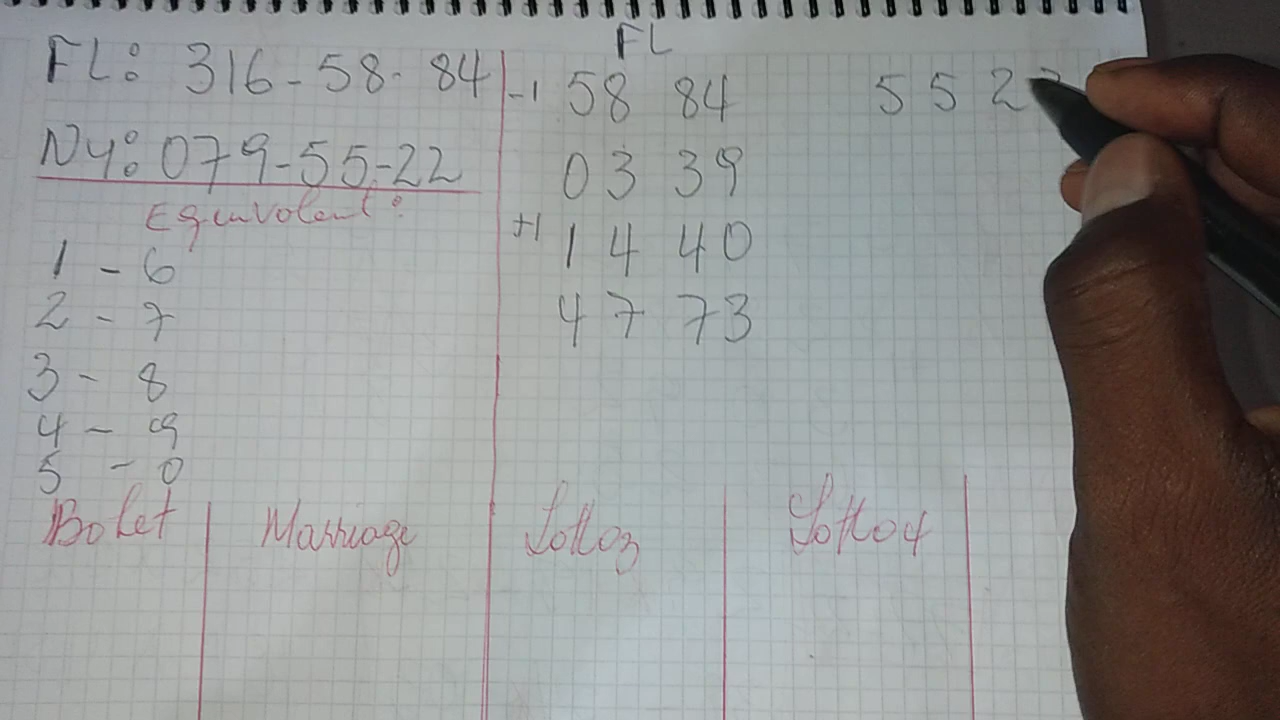 FL: 316-58-84
Ny: 079-55-22
Equivolent:
1 - 6
2 - 7
3 - 8
4 - 9
5 - 0
FL
-1 58 84
03 39
+1 14 40
47 73
5 5 2
Bolet
Marriage
Lotto3
Lotto4